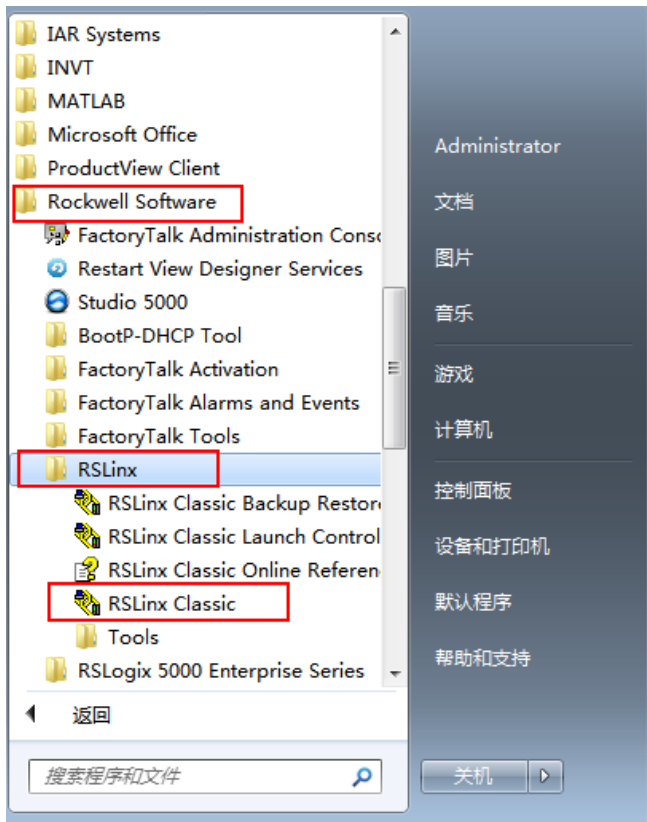 IAR Systems
INVT
MATLAB
Microsoft Office
ProductView Client
Rockwell Software
FactoryTalk Administration Conso
Restart View Designer Services
Studio 5000
BootP-DHCP Tool
FactoryTalk Activation
FactoryTalk Alarms and Events
FactoryTalk Tools
RSLinx
RSLinx Classic Backup Restore
RSLinx Classic Launch Control
RSLinx Classic Online Referen
RSLinx Classic
Tools
RSLogix 5000 Enterprise Series
返回
搜索程序和文件
Administrator
文档
图片
音乐
游戏
计算机
控制面板
设备和打印机
默认程序
帮助和支持
关机